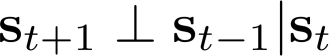 s_{t+1} ⊥ s_{t−1}|s_t